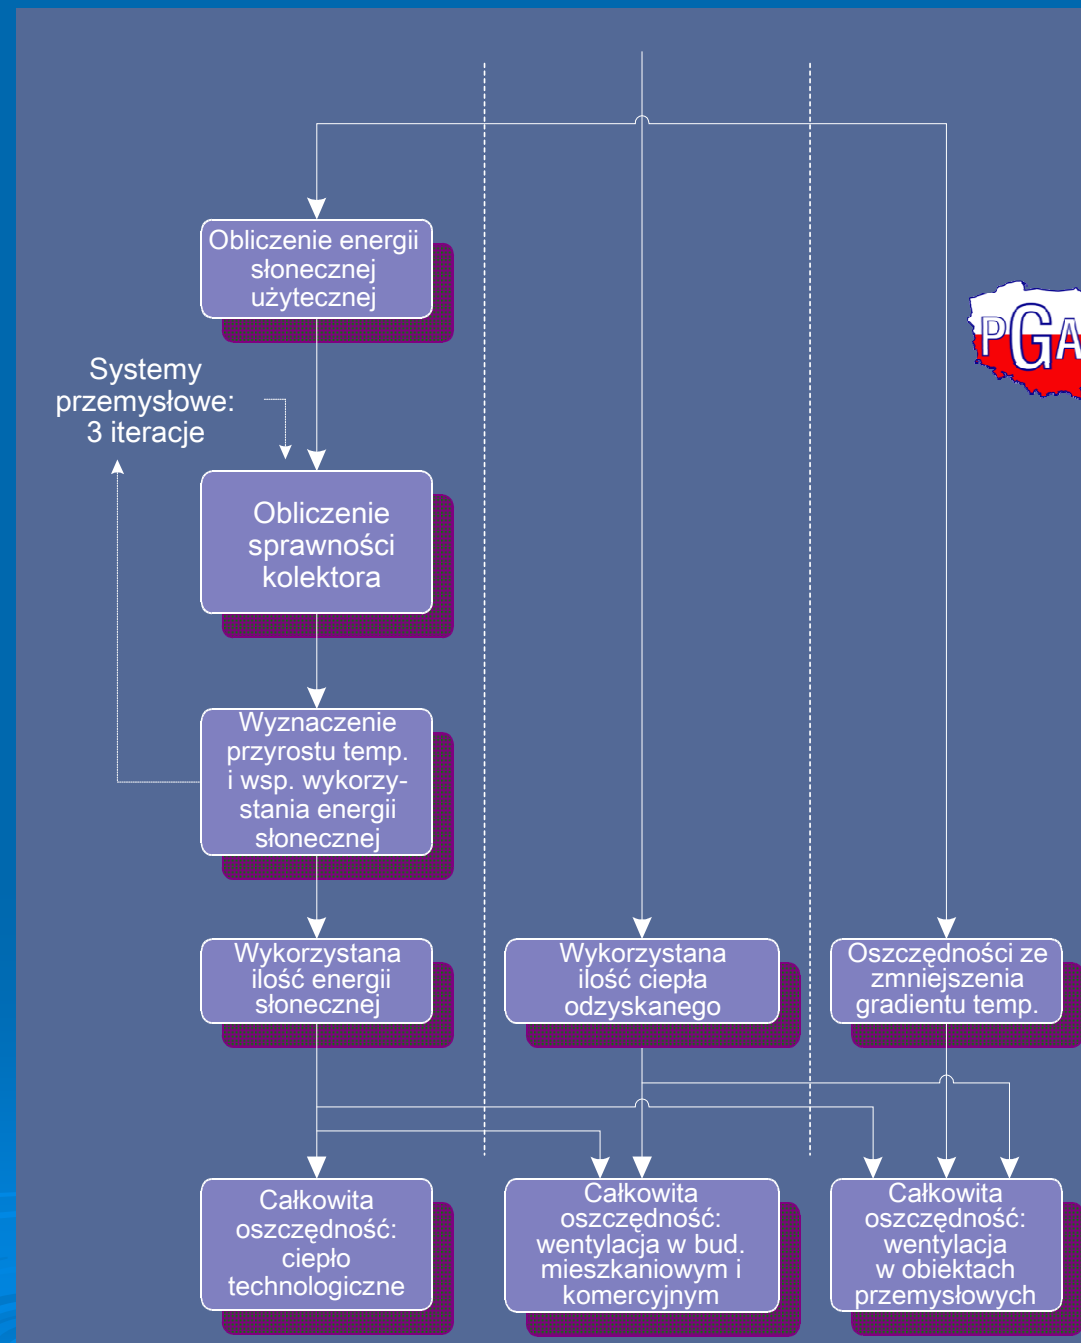 Obliczenie energii
słonecznej
użytecznej
PGA
Systemy
przemysłowe:
3 iteracje
Obliczenie
sprawności
kolektora
Wyznaczenie
przyrostu temp.
i wsp. wykorzy-
stania energii
słonecznej
Wykorzystana
ilość energii
słonecznej
Wykorzystana
ilość ciepła
odzyskanego
Oszczędności ze
zmniejszenia
gradientu temp.
Całkowita
oszczędność:
ciepło
technologiczne
Całkowita
oszczędność:
wentylacja w bud.
mieszkaniowym i
komercyjnym
Całkowita
oszczędność:
wentylacja
w obiektach
przemysłowych